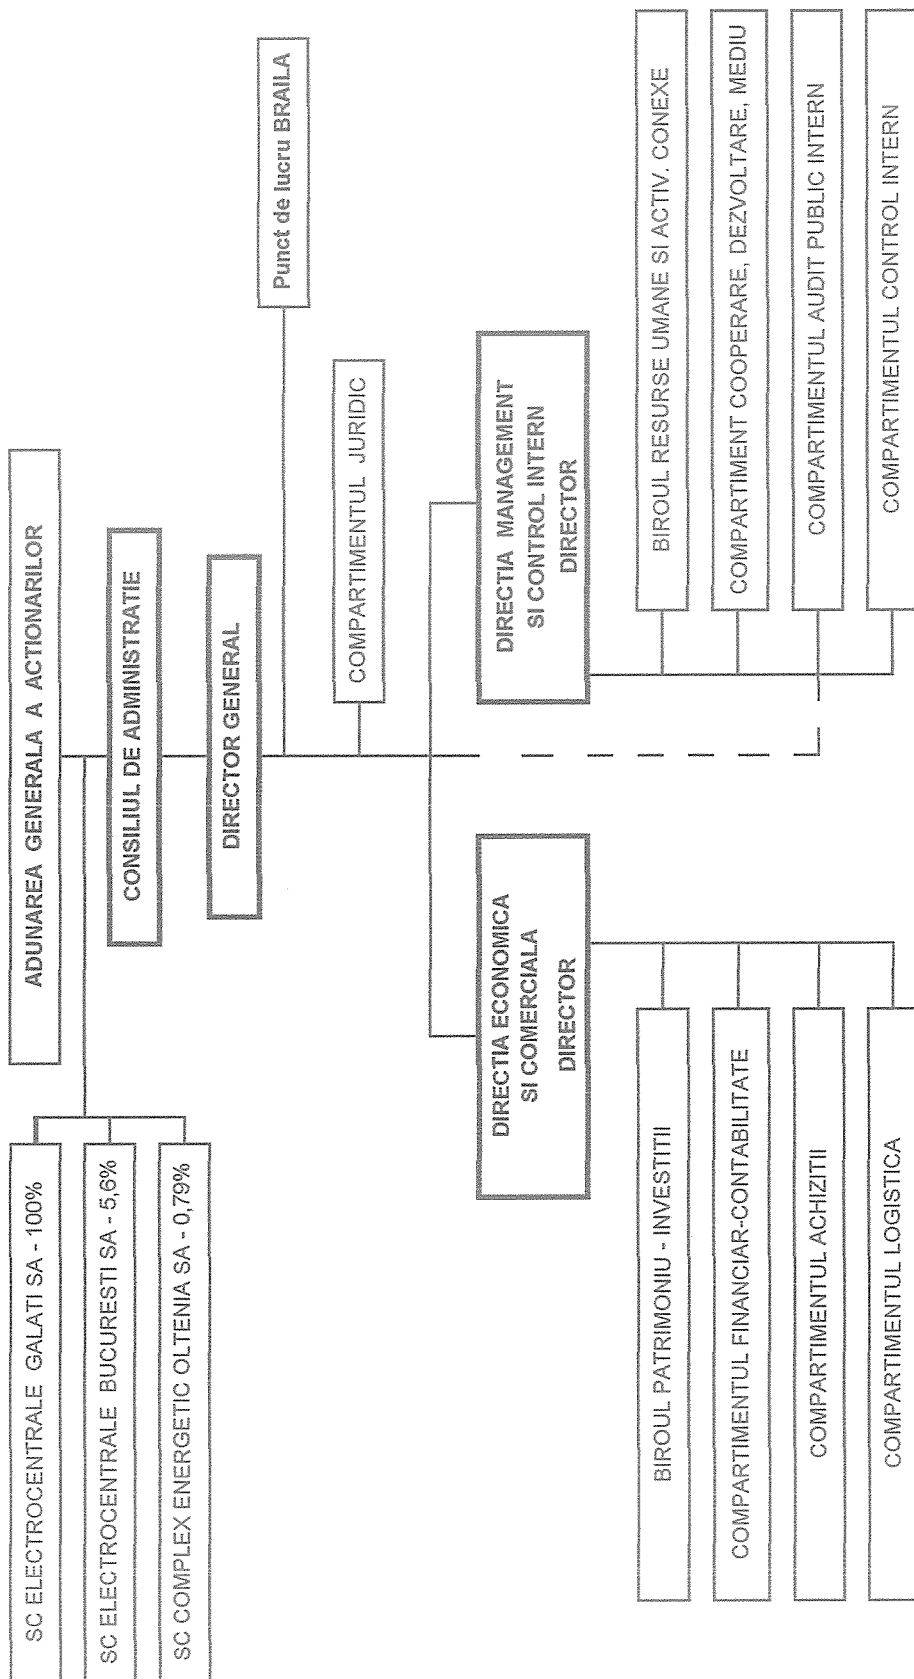 ADUNAREA GENERALA A ACTIONARILOR
SC ELECTROCENTRALE GALATI SA - 100%
SC ELECTROCENTRALE BUCURESTI SA - 5,6%
SC COMPLEX ENERGETIC OLTENIA SA - 0,79%
CONSILIUL DE ADMINISTRATIE
DIRECTOR GENERAL
Punct de lucru BRAILA
COMPARTIMENTUL JURIDIC
DIRECTIA ECONOMICA
SI COMERCIALA
DIRECTOR
DIRECTIA MANAGEMENT
SI CONTROL INTERN
DIRECTOR
BIROUL PATRIMONIU - INVESTITII
COMPARTIMENTUL FINANCIAR-CONTABILITATE
COMPARTIMENTUL ACHIZITII
COMPARTIMENTUL LOGISTICA
BIROUL RESURSE UMANE SI ACTIV. CONEXE
COMPARTIMENT COOPERARE, DEZVOLTARE, MEDIU
COMPARTIMENTUL AUDIT PUBLIC INTERN
COMPARTIMENTUL CONTROL INTERN